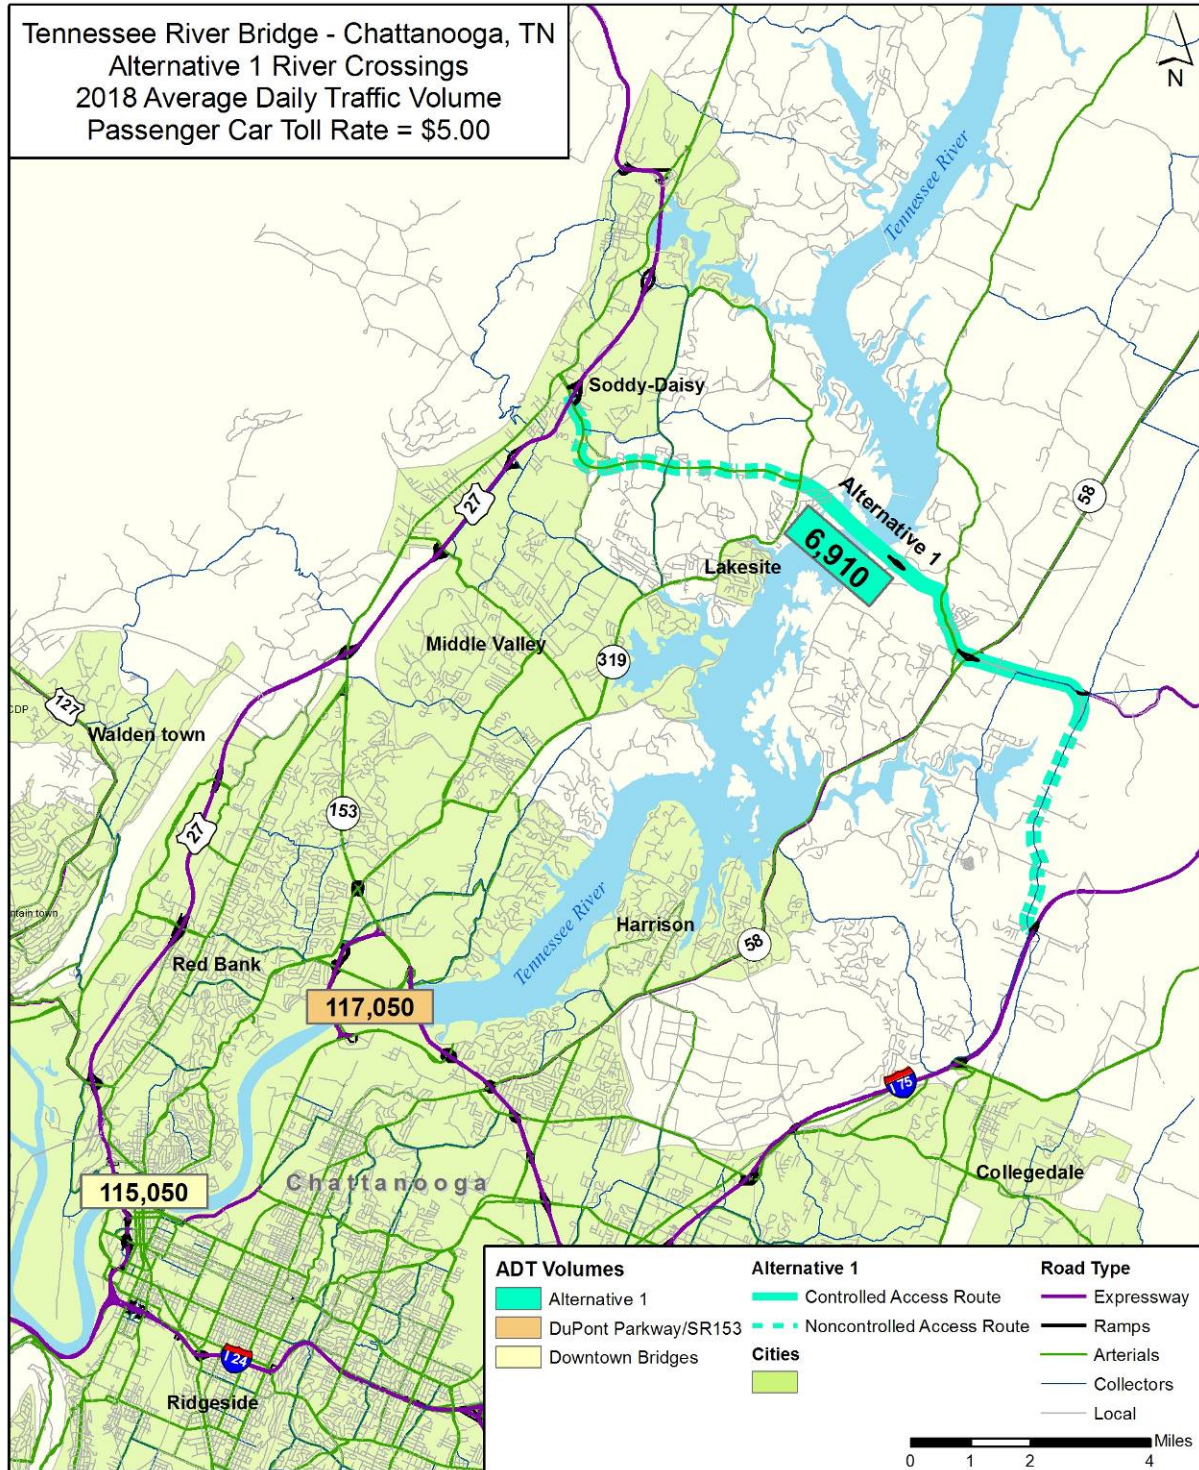 Tennessee River Bridge - Chattanooga, TN
Alternative 1 River Crossings
2018 Average Daily Traffic Volume
Passenger Car Toll Rate = $5.00
N
Tennessee River
Soddy-Daisy
27
58
Alternative 1
6,910
Lakesite
Middle Valley
319
127
CDP
Walden town
153
27
Harrison
Tennessee River
58
Red Bank
ntain town
117,050
I 75
115,050
Chattanooga
Collegedale
I 24
Ridgeside
ADT Volumes
Alternative 1
DuPont Parkway/SR153
Downtown Bridges
Alternative 1
Controlled Access Route
Noncontrolled Access Route
Cities
Road Type
Expressway
Ramps
Arterials
Collectors
Local
Miles
0 1 2 4